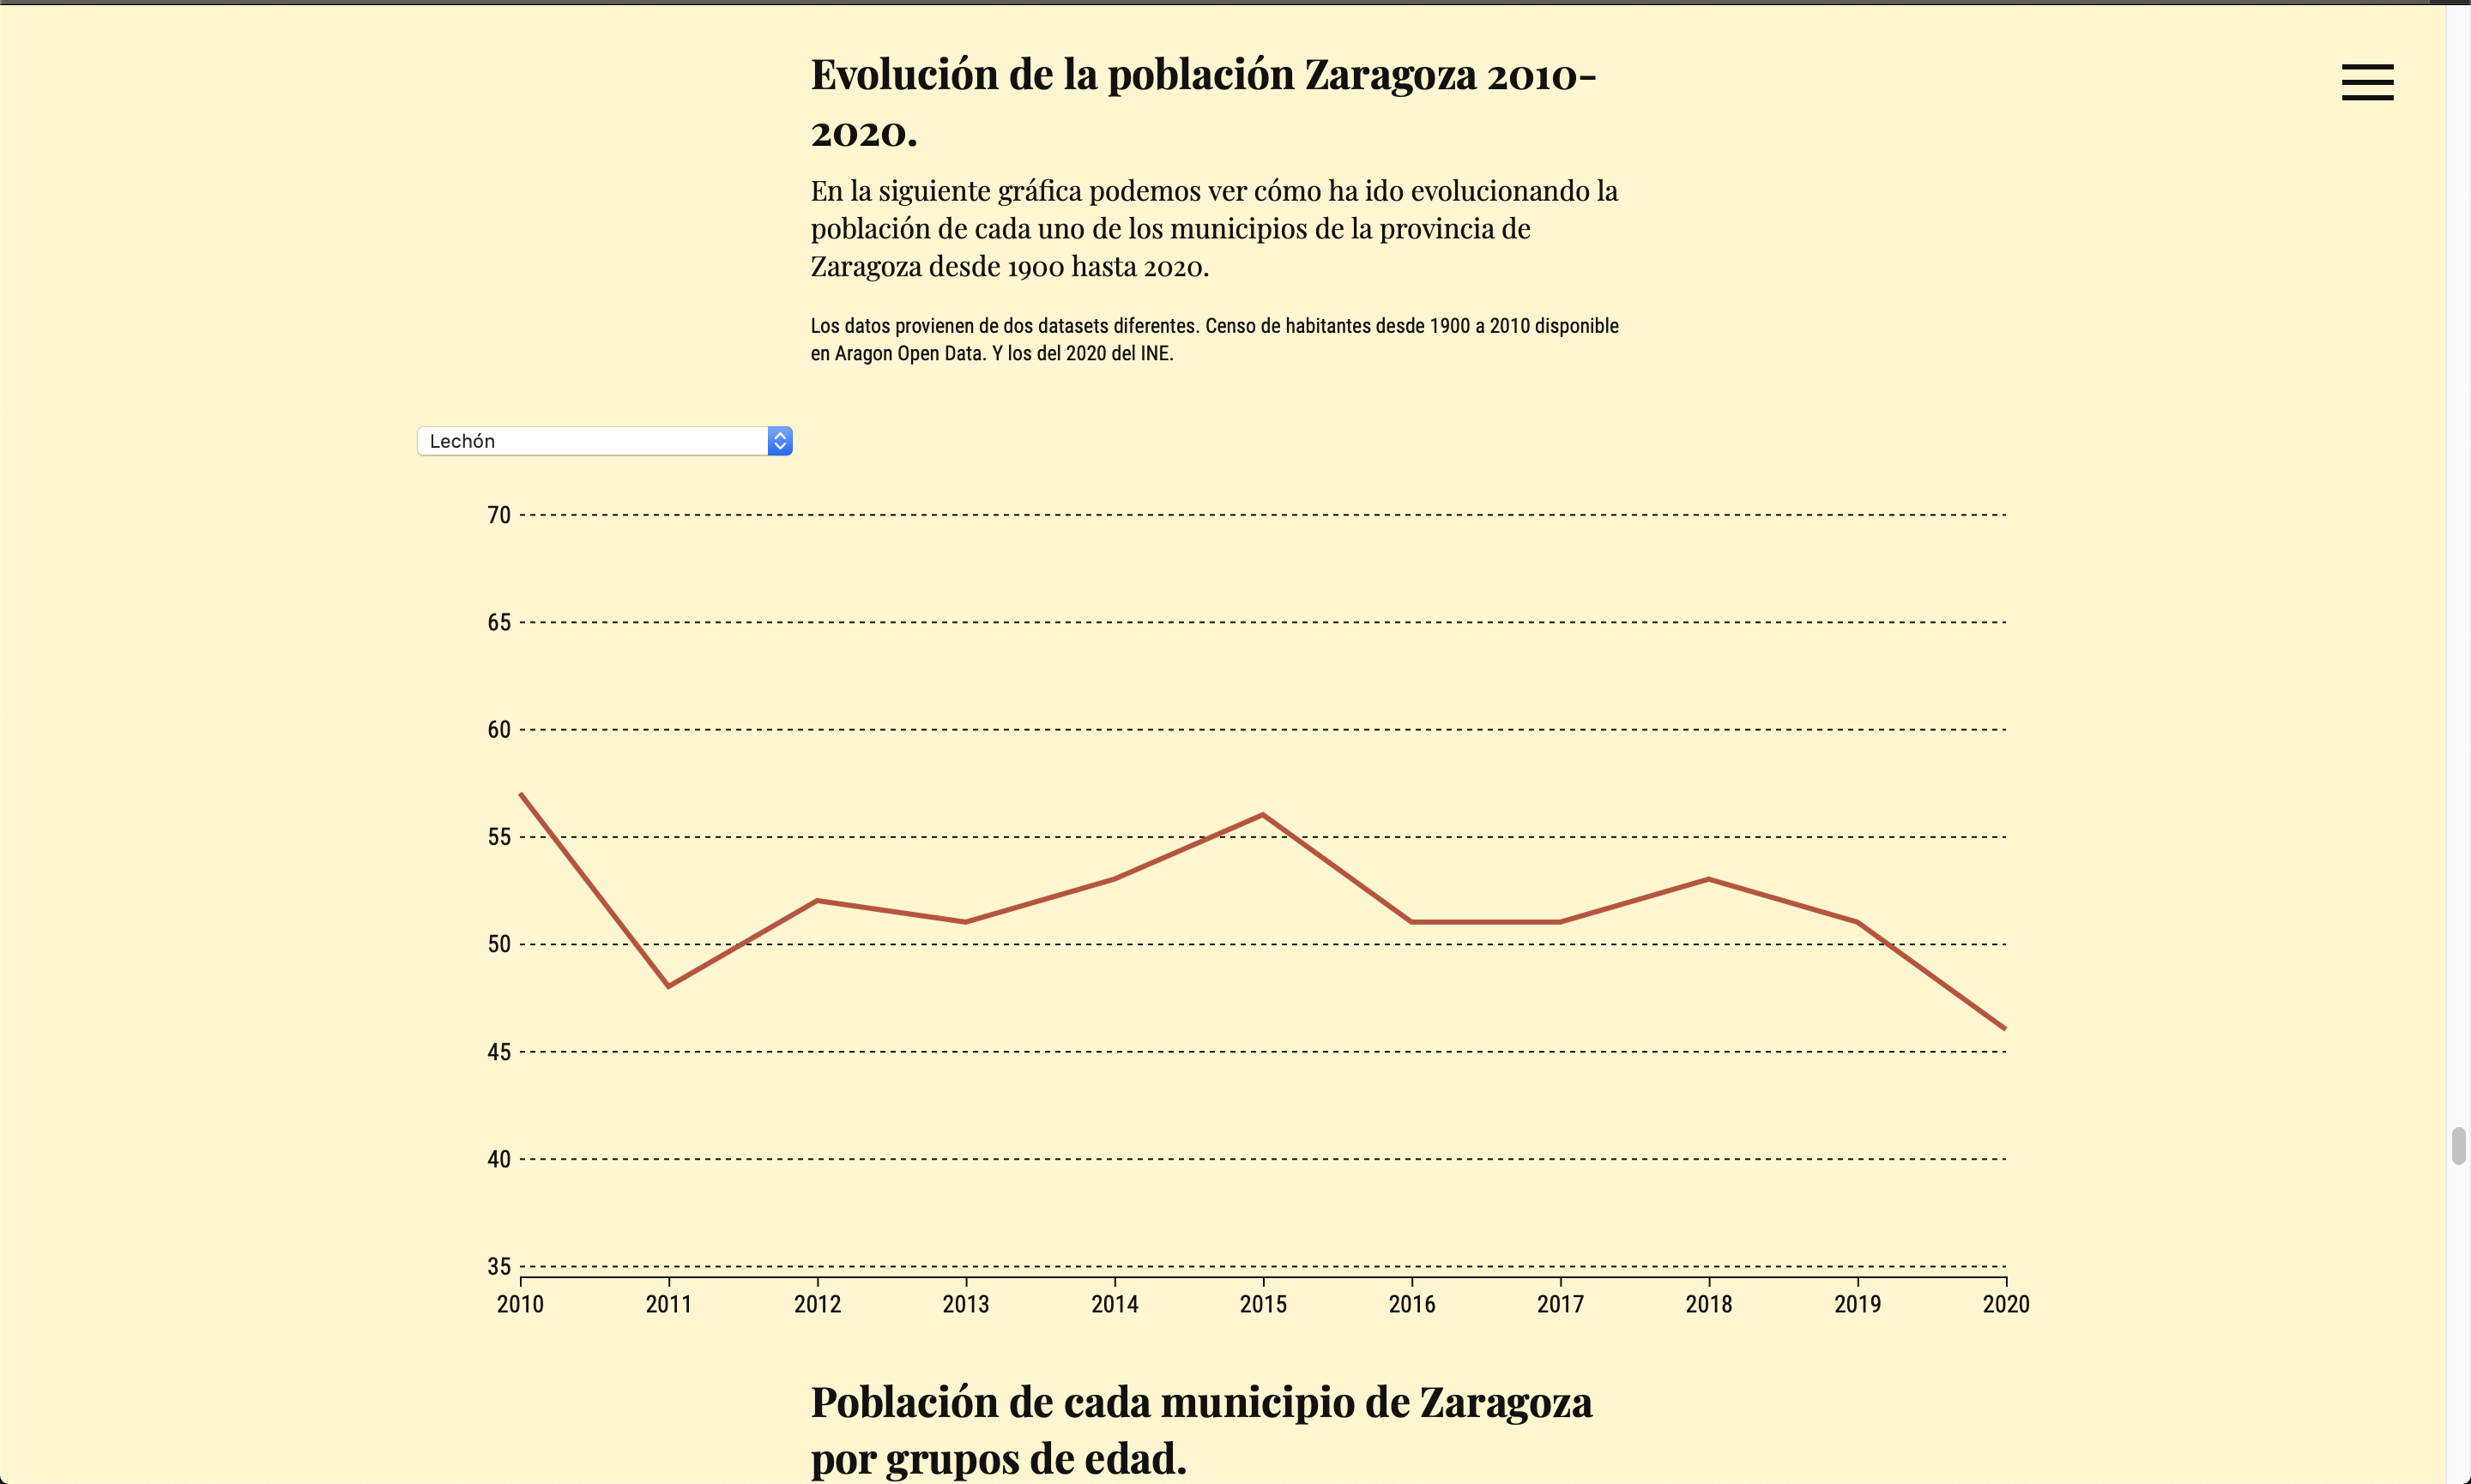 Evolución de la población Zaragoza 2010-
2020.
En la siguiente gráfica podemos ver cómo ha ido evolucionando la
población de cada uno de los municipios de la provincia de
Zaragoza desde 1900 hasta 2020.
Los datos provienen de dos datasets diferentes. Censo de habitantes desde 1900 a 2010 disponible
en Aragon Open Data. Y los del 2020 del INE.
Lechón
70
65
60
55
50
45
40
35
2010 2011 2012 2013 2014 2015 2016 2017 2018 2019 2020
Población de cada municipio de Zaragoza
por grupos de edad.